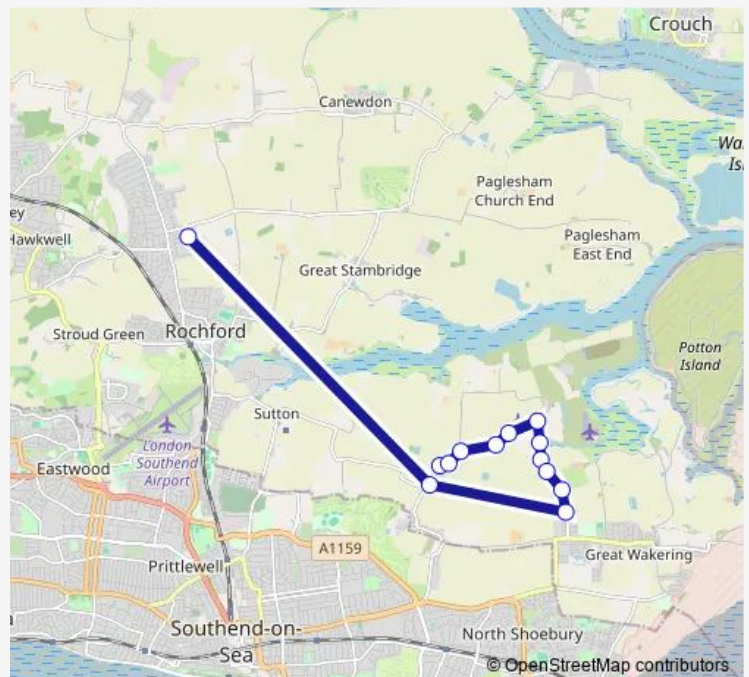 Crouch
Canewdon
Wa
Isl
Paglesham
Church End
ey
Hawkwell
Paglesham
East End
Great Stambridge
Stroud Green
Rochford
Potton
Island
Sutton
London
Southend
Airport
Eastwood
A1159
Great Wakering
Prittlewell
Southend-on-
Sea
North Shoebury
© OpenStreetMap contributors